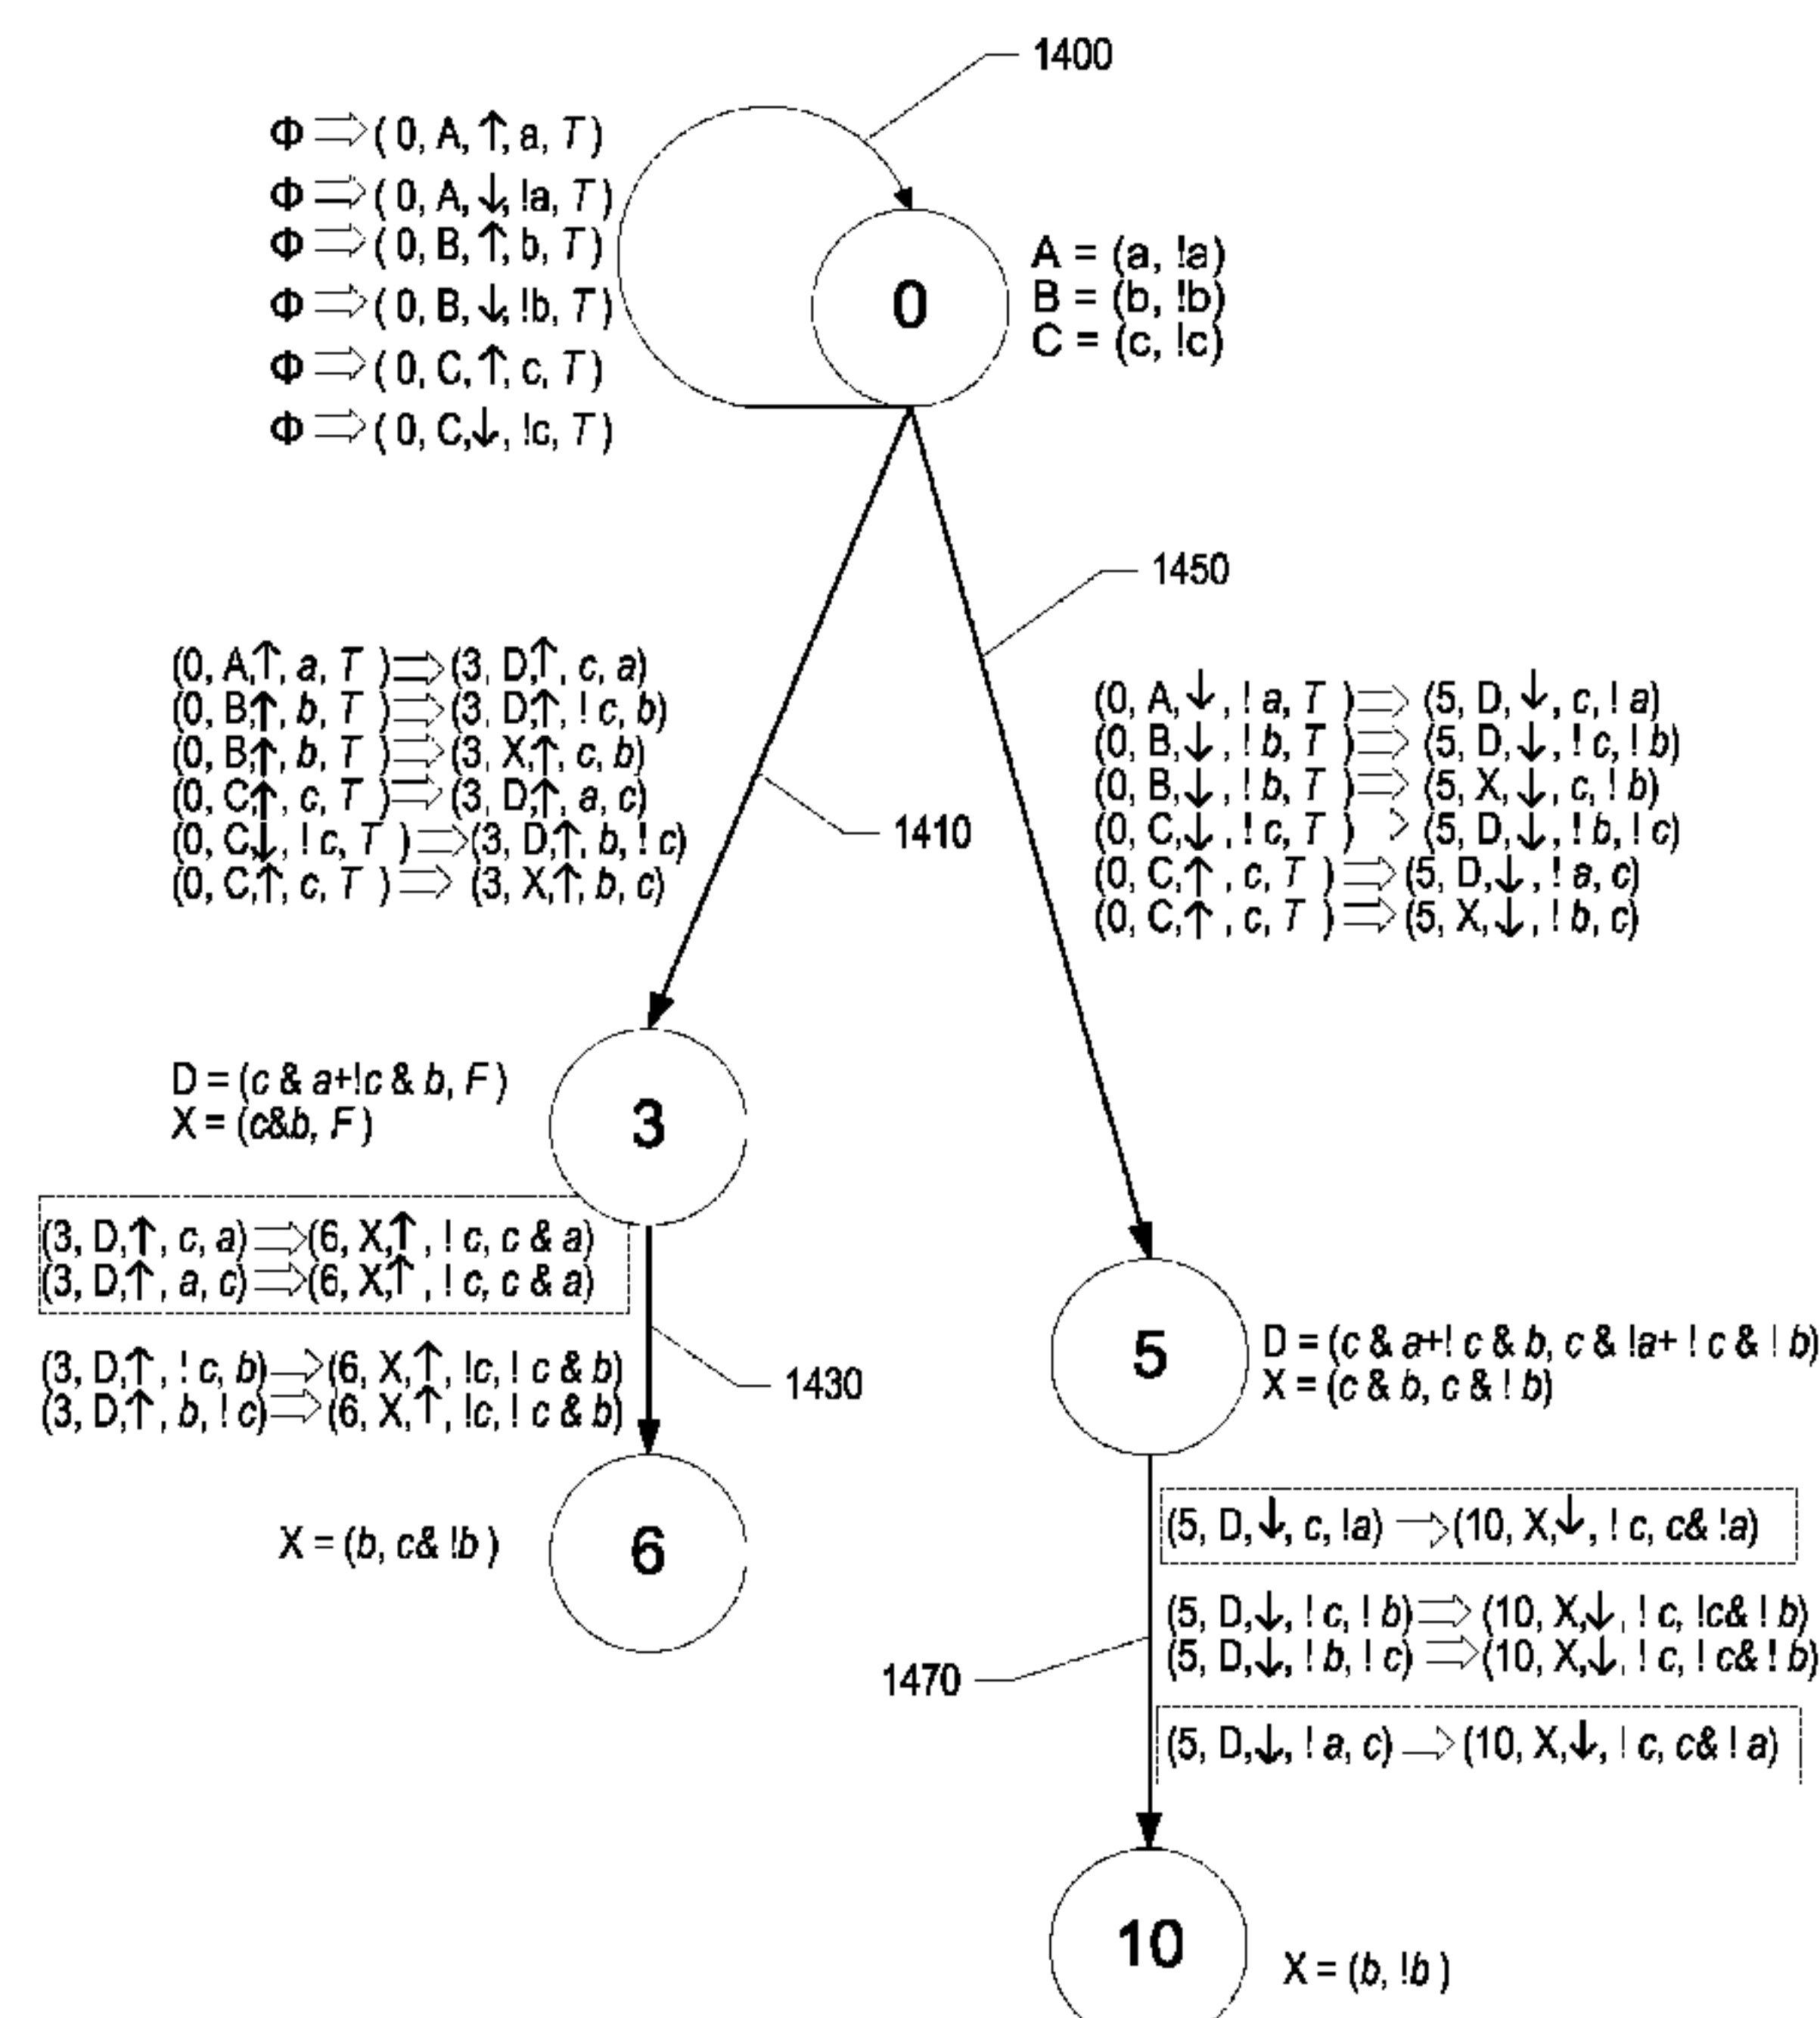 1400
Φ ⇒ ( 0, A, ↑, a, T )
Φ ⇒ ( 0, A, ↓, !a, T )
Φ ⇒ ( 0, B, ↑, b, T )
Φ ⇒ ( 0, B, ↓, !b, T )
Φ ⇒ ( 0, C, ↑, c, T )
Φ ⇒ ( 0, C, ↓, !c, T )
0
A = (a, !a)
B = (b, !b)
C = (c, !c)
1450
(0, A↑, a, T ) ⇒ (3, D,↑, c, a)
(0, B↑, b, T ) ⇒ (3, D↑, ! c, b)
(0, B↑, b, T ) ⇒ (3, X,↑, c, b)
(0, C↑, c, T ) ⇒ (3, D↑, a, c)
(0, C↓, ! c, T ) ⇒ (3, D,↑, b, ! c)
(0, C,↑, c, T ) ⇒ (3, X,↑, b, c)
1410
(0, A, ↓, ! a, T ) ⇒ (5, D, ↓, c, ! a)
(0, B, ↓, ! b, T ) ⇒ (5, D, ↓, ! c, ! b)
(0, B, ↓, ! b, T ) ⇒ (5, X, ↓, c, ! b)
(0, C, ↓, ! c, T ) > (5, D, ↓, ! b, ! c)
(0, C, ↑, c, T ) ⇒ (5, D, ↓, ! a, c)
(0, C, ↑, c, T ) ⇒ (5, X, ↓, ! b, c)
D = (c & a+!c & b, F )
X = (c&b, F )
3
(3, D,↑, c, a) ⇒ (6, X,↑, ! c, c & a)
(3, D,↑, a, c) ⇒ (6, X,↑, ! c, c & a)
(3, D,↑, ! c, b) → (6, X,↑, !c, ! c & b)
(3, D,↑, b, ! c) ⇒ (6, X,↑, !c, ! c & b)
1430
5
D = (c & a+! c & b, c & !a+ ! c & ! b)
X = (c & b, c & ! b)
X = (b, c& !b )
6
(5, D,↓, c, !a) → (10, X,↓, ! c, c& !a)
(5, D,↓, ! c, ! b) ⇒ (10, X,↓, ! c, !c& ! b)
(5, D,↓, ! b, ! c) ⇒ (10, X,↓, ! c, ! c& ! b)
1470
(5, D,↓, ! a, c) → (10, X,↓, ! c, c& ! a)
10
X = (b, !b )